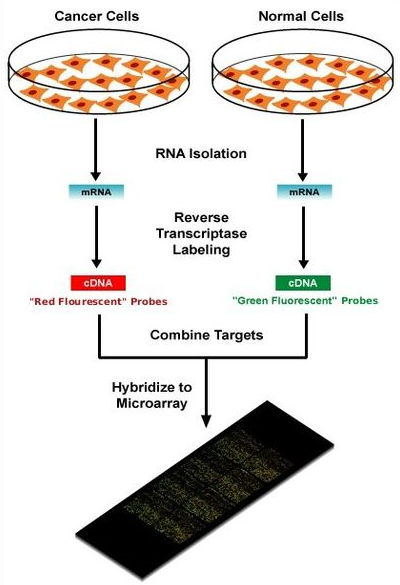 Cancer Cells
Normal Cells
RNA Isolation
mRNA
mRNA
Reverse
Transcriptase
Labeling
cDNA
cDNA
"Red Flourescent" Probes
"Green Fluorescent" Probes
Combine Targets
Hybridize to
Microarray